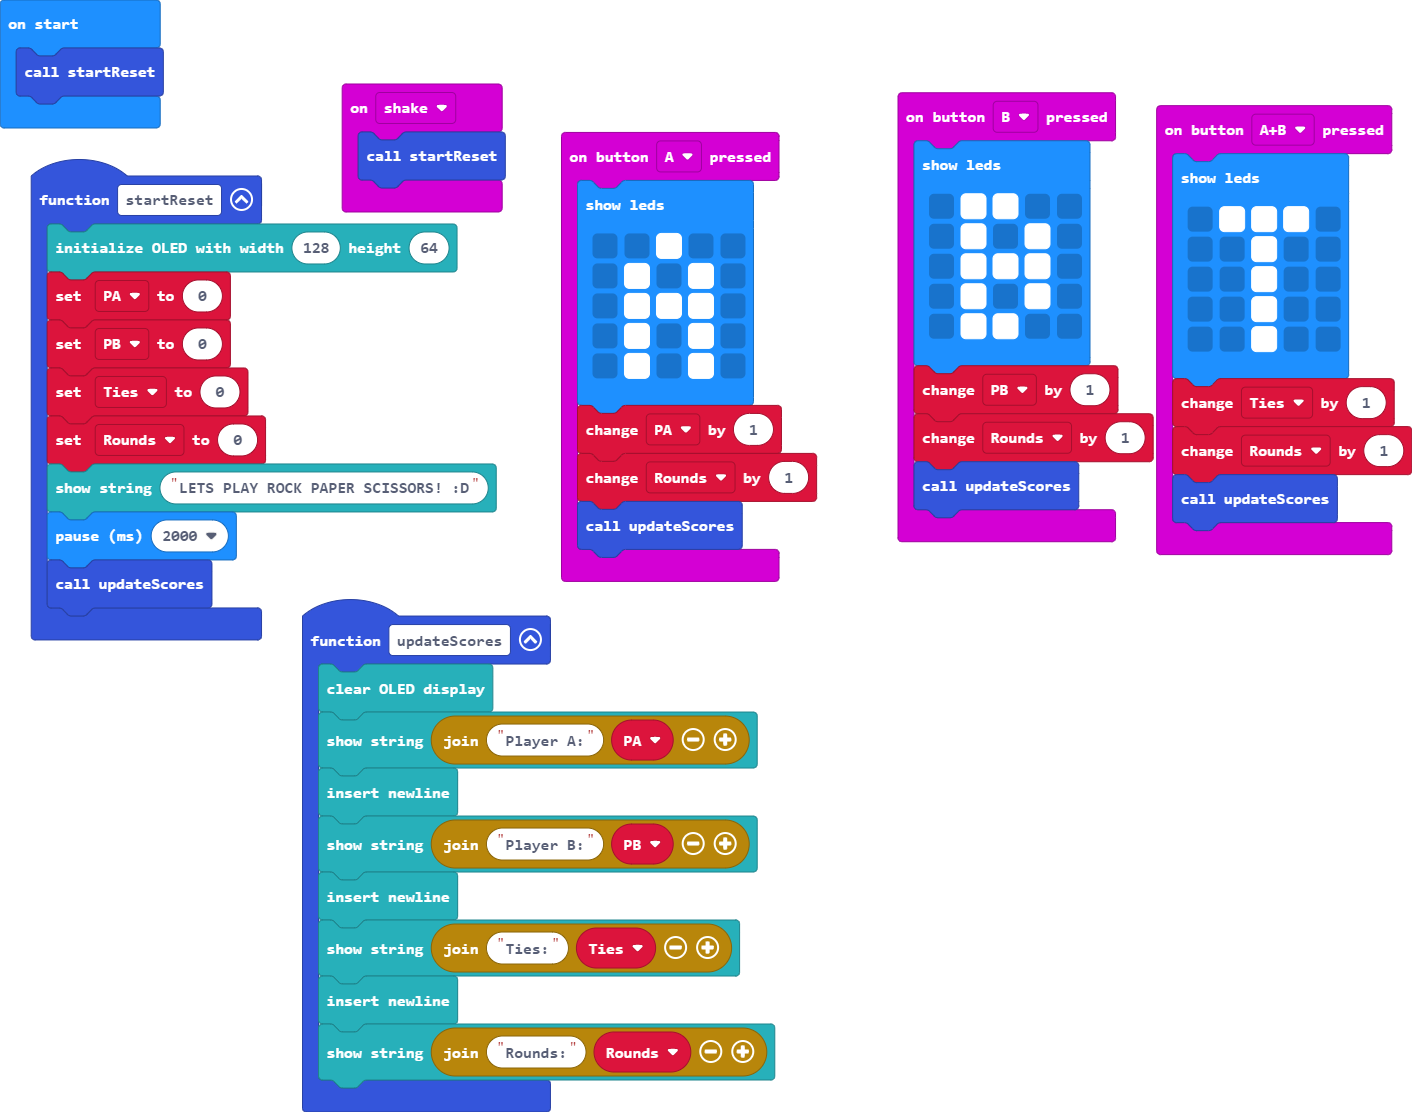 on start
call startReset
function startReset
initialize OLED with width 128 height 64
set PA to 0
set PB to 0
set Ties to 0
set Rounds to 0
show string "LETS PLAY ROCK PAPER SCISSORS! :D"
pause (ms) 2000
call updateScores
on shake
call startReset
on button A pressed
show leds
change PA by 1
change Rounds by 1
call updateScores
on button B pressed
show leds
change PB by 1
change Rounds by 1
call updateScores
on button A+B pressed
show leds
change Ties by 1
change Rounds by 1
call updateScores
function updateScores
clear OLED display
show string join "Player A:" PA
insert newline
show string join "Player B:" PB
insert newline
show string join "Ties:" Ties
insert newline
show string join "Rounds:" Rounds